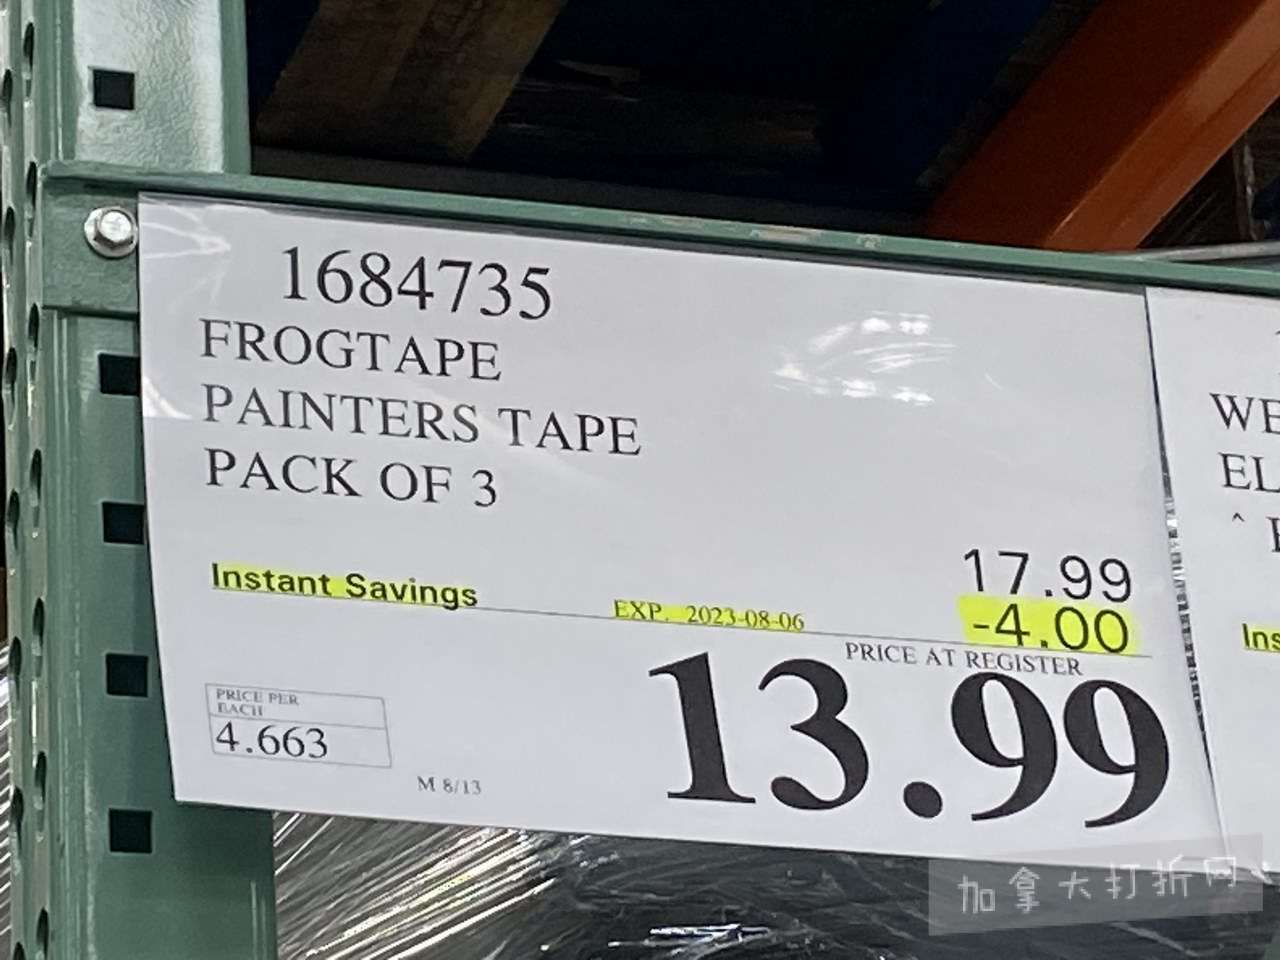 1684735
FROGTAPE
PAINTERS TAPE
PACK OF 3
17.99
Instant Savings EXP. 2023-08-06 -4.00
PRICE AT REGISTER
13.99
PRICE PER
EACH
4.663
M 8/13
WE
EL
Ins
加拿大打折网